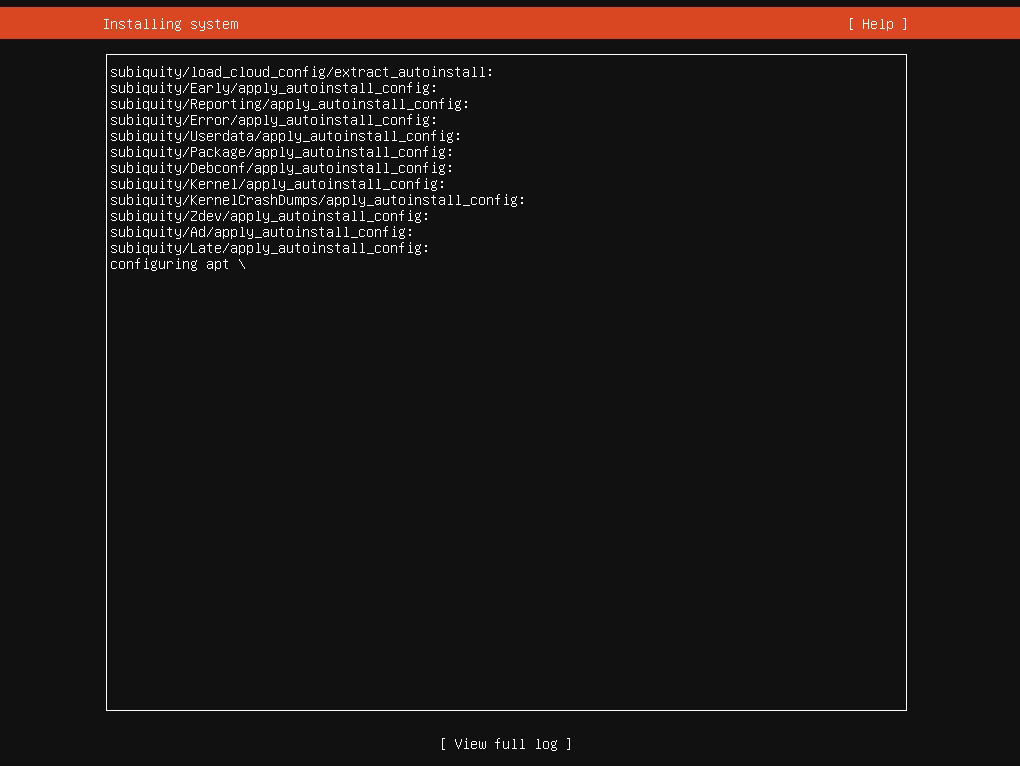 Installing system [ Help ]
subiquity/load_cloud_config/extract_autoinstall:
subiquity/Early/apply_autoinstall_config:
subiquity/Reporting/apply_autoinstall_config:
subiquity/Error/apply_autoinstall_config:
subiquity/Userdata/apply_autoinstall_config:
subiquity/Package/apply_autoinstall_config:
subiquity/Debconf/apply_autoinstall_config:
subiquity/Kernel/apply_autoinstall_config:
subiquity/KernelCrashDumps/apply_autoinstall_config:
subiquity/Zdev/apply_autoinstall_config:
subiquity/Ad/apply_autoinstall_config:
subiquity/Late/apply_autoinstall_config:
configuring apt \
[ View full log ]